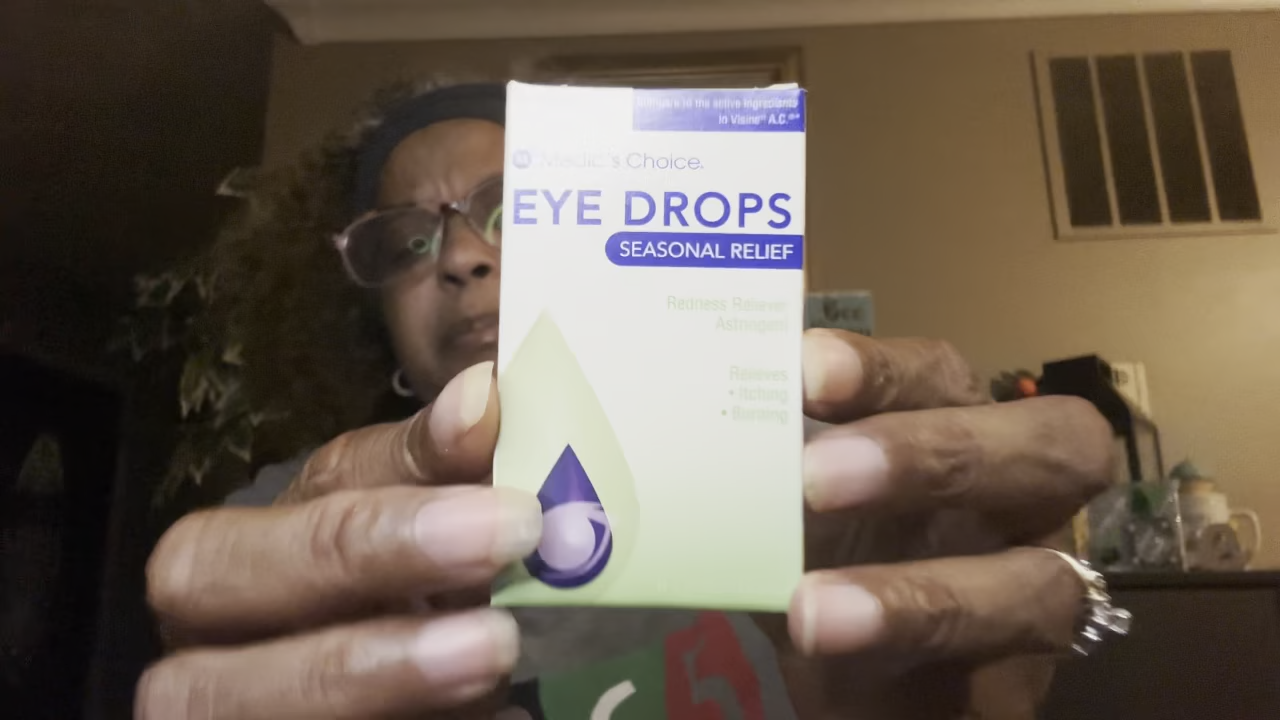 Compare to the active ingredients
in Visine® A.C.®*
Medic's Choice.
EYE DROPS
SEASONAL RELIEF
Redness Reliever
Astringent
Relieves
• Itching
• Burning